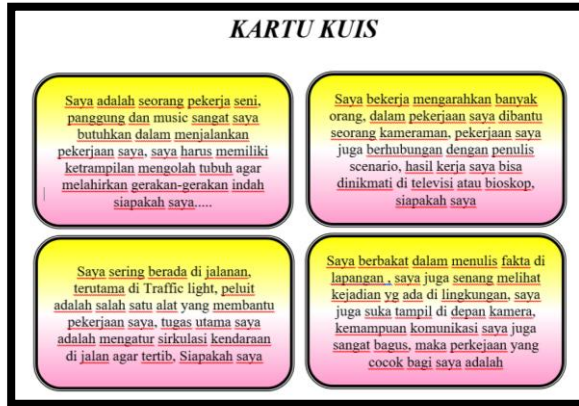 KARTU KUIS
Saya adalah seorang pekerja seni,
panggung dan music sangat saya
butuhkan dalam menjalankan
pekerjaan saya, saya harus memiliki
ketrampilan mengolah tubuh agar
melahirkan gerakan-gerakan indah
siapakah saya.....
Saya bekerja mengarahkan banyak
orang, dalam pekerjaan saya dibantu
seorang kameraman, pekerjaan saya
juga berhubungan dengan penulis
scenario, hasil kerja saya bisa
dinikmati di televisi atau bioskop,
siapakah saya
Saya sering berada di jalanan,
terutama di Traffic light, peluit
adalah salah satu alat yang membantu
pekerjaan saya, tugas utama saya
adalah mengatur sirkulasi kendaraan
di jalan agar tertib, Siapakah saya
Saya berbakat dalam menulis fakta di
lapangan , saya juga senang melihat
kejadian yg ada di lingkungan, saya
juga suka tampil di depan kamera,
kemampuan komunikasi saya juga
sangat bagus, maka perkejaan yang
cocok bagi saya adalah